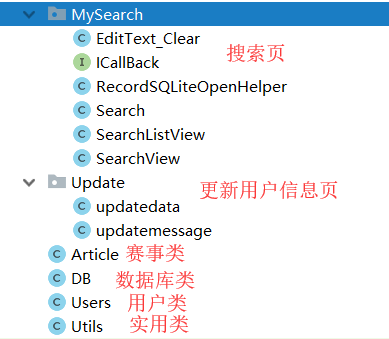 MySearch
EditText_Clear
ICallBack
搜索页
RecordSQLiteOpenHelper
Search
SearchListView
SearchView
Update
更新用户信息页
updatedata
updatemessage
Article 赛事类
DB 数据库类
Users 用户类
Utils 实用类